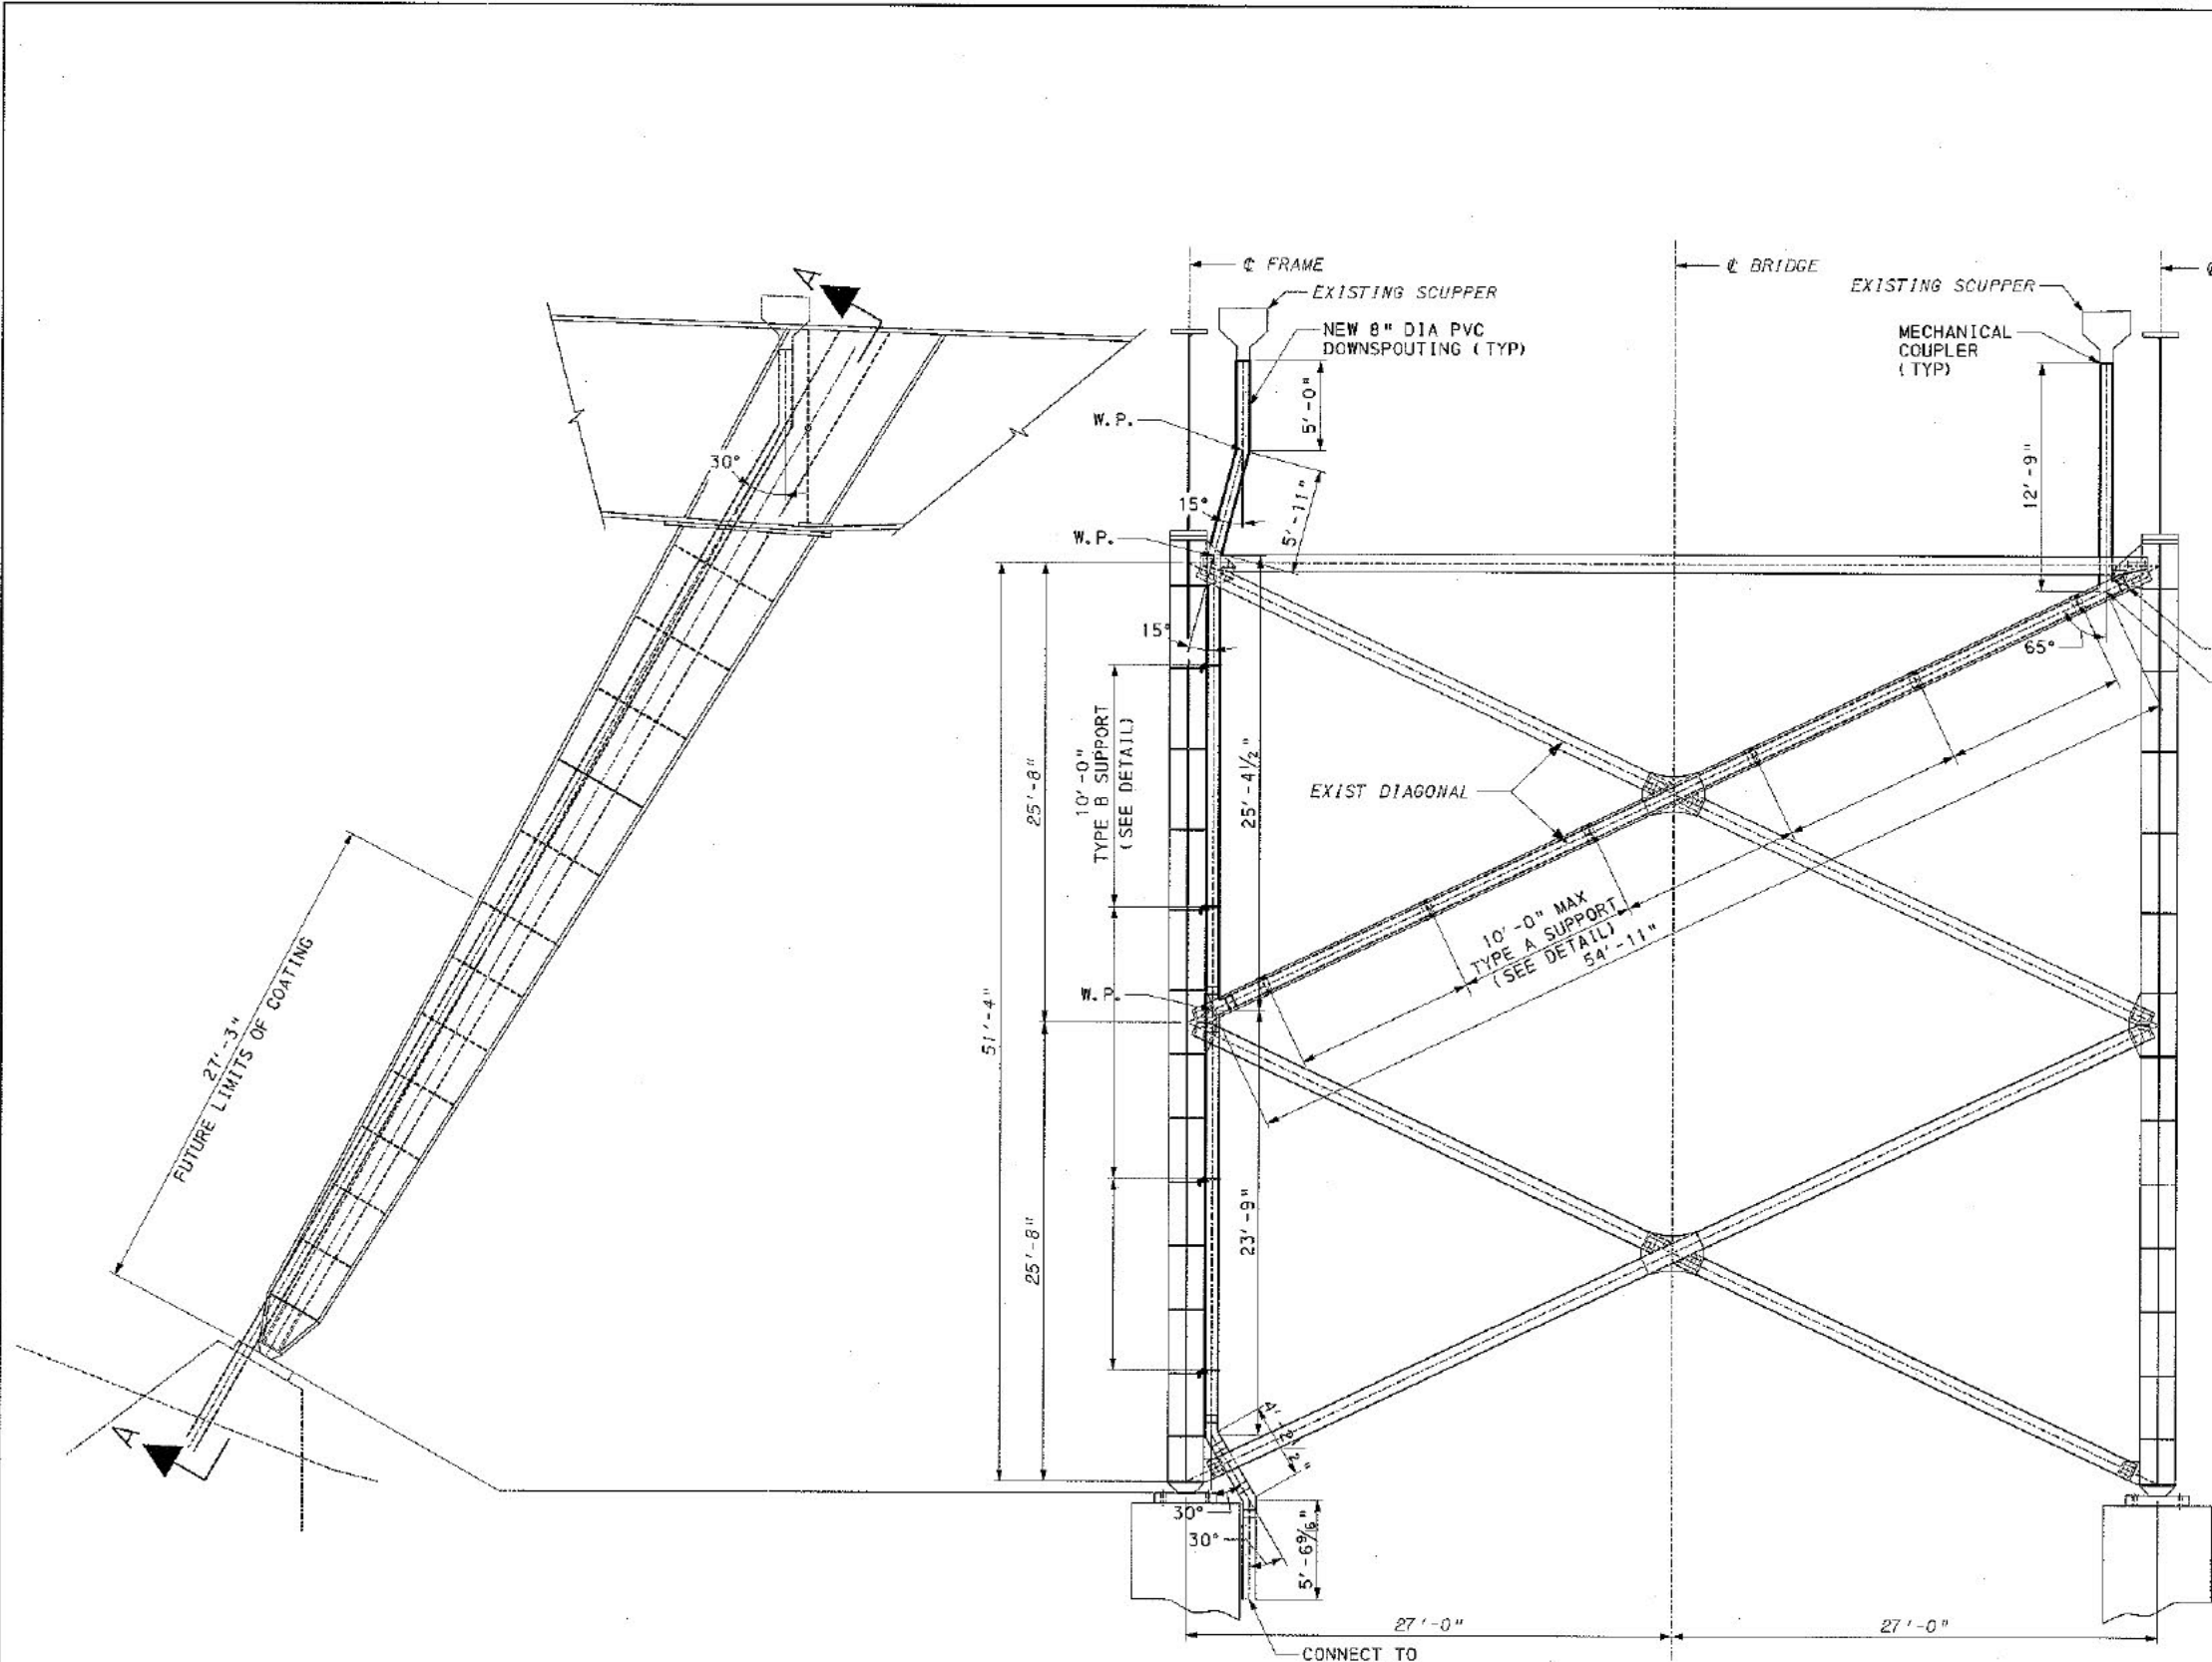 A
30°
27'-3"
FUTURE LIMITS OF COATING
A
℄ FRAME
EXISTING SCUPPER
NEW 8" DIA PVC
DOWNSPOUTING (TYP)
℄ BRIDGE
EXISTING SCUPPER
MECHANICAL
COUPLER
(TYP)
W.P.
5'-0"
12'-9"
15°
5'-11"
W.P.
15°
65°
10'-0"
TYPE B SUPPORT
(SEE DETAIL)
25'-8"
51'-4"
25'-4½"
EXIST DIAGONAL
10'-0" MAX
TYPE A SUPPORT
(SEE DETAIL)
54'-11"
W.P.
25'-8"
23'-9"
30°
30°
5'-6 9/16"
27'-0"
27'-0"
CONNECT TO